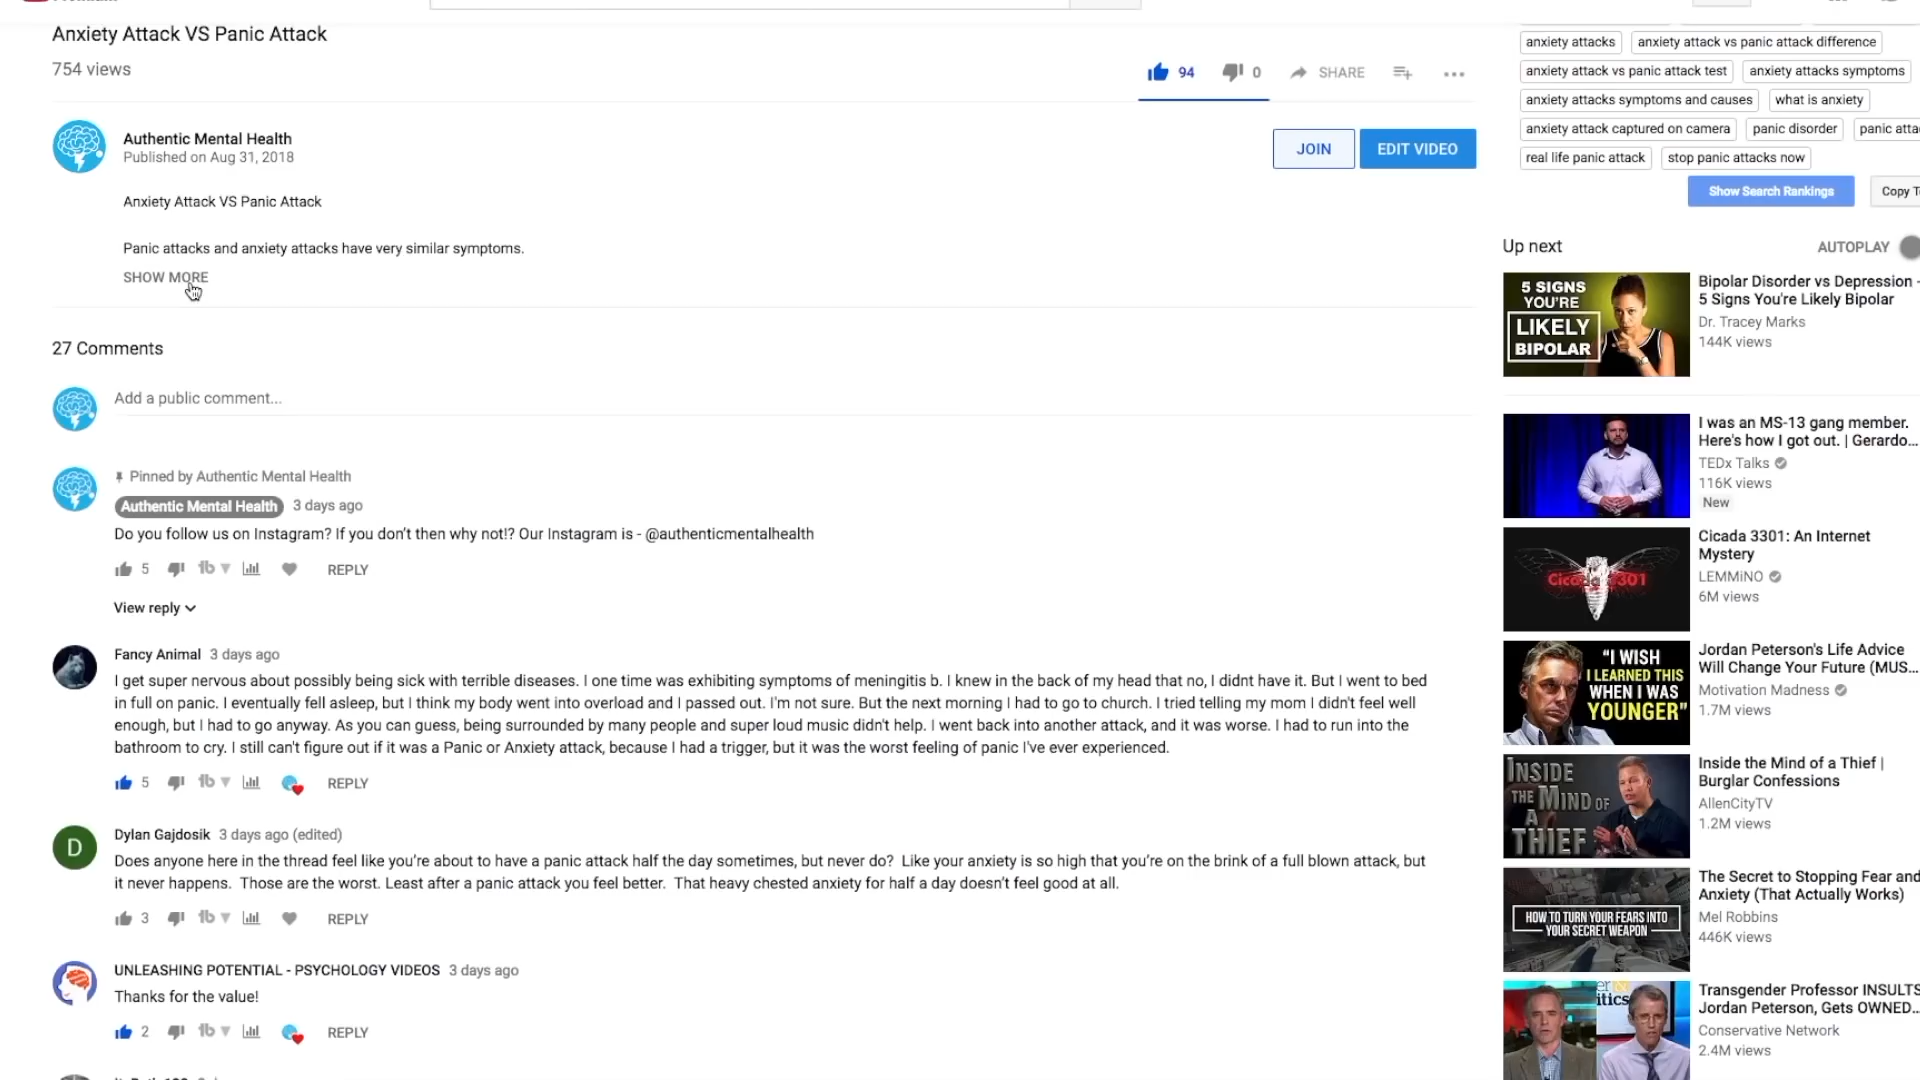 Anxiety Attack VS Panic Attack
754 views
94
0
SHARE
Authentic Mental Health
Published on Aug 31, 2018
JOIN
EDIT VIDEO
Anxiety Attack VS Panic Attack
Panic attacks and anxiety attacks have very similar symptoms.
SHOW MORE
27 Comments
Add a public comment...
Pinned by Authentic Mental Health
Authentic Mental Health 3 days ago
Do you follow us on Instagram? If you don't then why not!? Our Instagram is - @authenticmentalhealth
5 REPLY
View reply
Fancy Animal 3 days ago
I get super nervous about possibly being sick with terrible diseases. I one time was exhibiting symptoms of meningitis b. I knew in the back of my head that no, I didnt have it. But I went to bed
in full on panic. I eventually fell asleep, but I think my body went into overload and I passed out. I'm not sure. But the next morning I had to go to church. I tried telling my mom I didn't feel well
enough, but I had to go anyway. As you can guess, being surrounded by many people and super loud music didn't help. I went back into another attack, and it was worse. I had to run into the
bathroom to cry. I still can't figure out if it was a Panic or Anxiety attack, because I had a trigger, but it was the worst feeling of panic I've ever experienced.
5 REPLY
D
Dylan Gajdosik 3 days ago (edited)
Does anyone here in the thread feel like you're about to have a panic attack half the day sometimes, but never do? Like your anxiety is so high that you're on the brink of a full blown attack, but
it never happens. Those are the worst. Least after a panic attack you feel better. That heavy chested anxiety for half a day doesn't feel good at all.
3 REPLY
UNLEASHING POTENTIAL - PSYCHOLOGY VIDEOS 3 days ago
Thanks for the value!
2 REPLY
anxiety attacks anxiety attack vs panic attack difference
anxiety attack vs panic attack test anxiety attacks symptoms
anxiety attacks symptoms and causes what is anxiety
anxiety attack captured on camera panic disorder panic atta
real life panic attack stop panic attacks now
Show Search Rankings Copy T
Up next AUTOPLAY
5 SIGNS
YOU'RE
LIKELY
BIPOLAR
Bipolar Disorder vs Depression -
5 Signs You're Likely Bipolar
Dr. Tracey Marks
144K views
I was an MS-13 gang member.
Here's how I got out. | Gerardo...
TEDx Talks
116K views
New
Cicada 3301
Cicada 3301: An Internet
Mystery
LEMMiNO
6M views
"I WISH
I LEARNED THIS
WHEN I WAS
YOUNGER"
Jordan Peterson's Life Advice
Will Change Your Future (MUS...
Motivation Madness
1.7M views
INSIDE
THE MIND OF
A
THIEF
Inside the Mind of a Thief |
Burglar Confessions
AllenCityTV
1.2M views
HOW TO TURN YOUR FEARS INTO
YOUR SECRET WEAPON
The Secret to Stopping Fear and
Anxiety (That Actually Works)
Mel Robbins
446K views
Transgender Professor INSULTS
Jordan Peterson, Gets OWNED...
Conservative Network
2.4M views